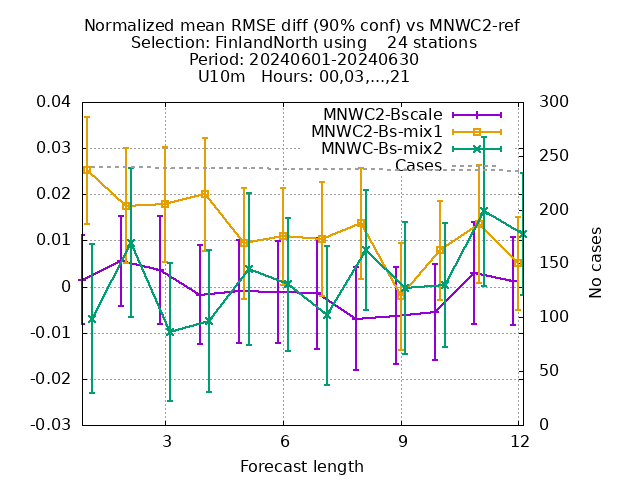 Normalized mean RMSE diff (90% conf) vs MNWC2-ref
Selection: FinlandNorth using    24 stations
Period: 20240601-20240630
U10m   Hours: 00,03,...,21
MNWC2-Bscale
MNWC2-Bs-mix1
MNWC-Bs-mix2
Cases
0.04
0.03
0.02
0.01
0
-0.01
-0.02
-0.03
300
250
200
150
100
50
0
No cases
3
6
9
12
Forecast length